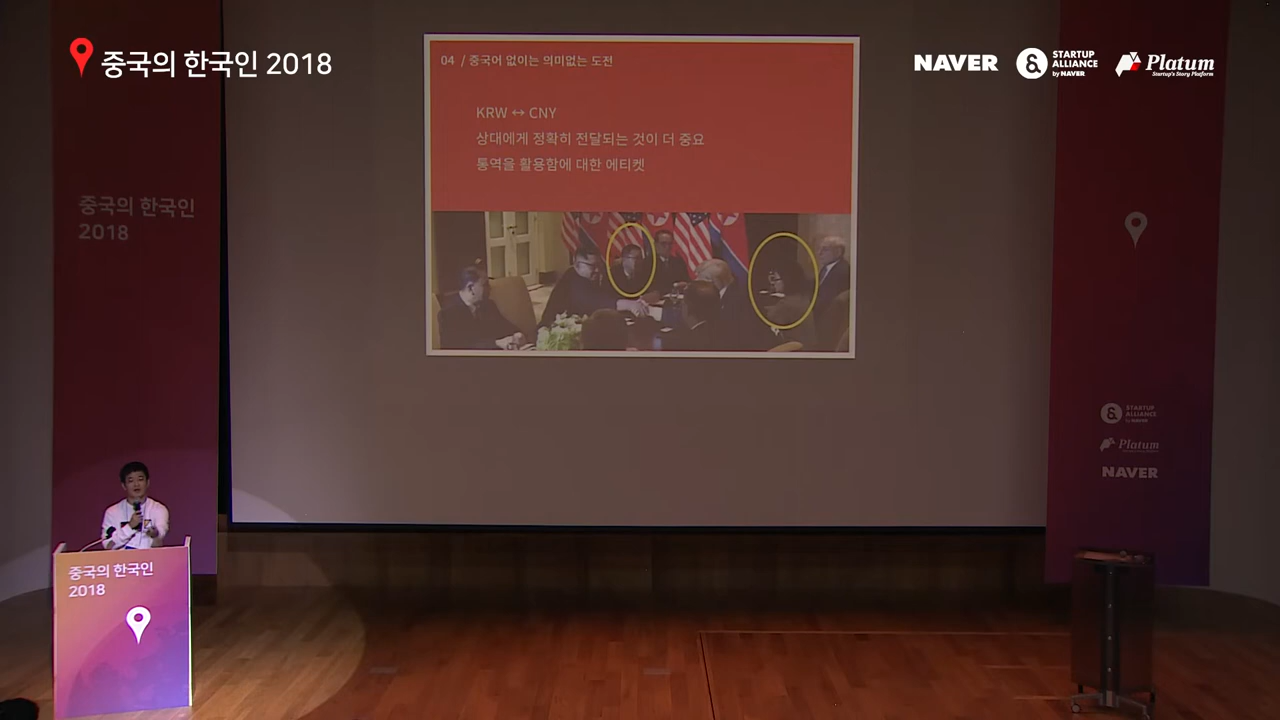 중국의 한국인 2018
NAVER
&
STARTUP
ALLIANCE
by NAVER
Platum
Startup's Story Platform
04 / 중국어 없이는 의미없는 도전
KRW ↔ CNY
상대에게 정확히 전달되는 것이 더 중요
통역을 활용함에 대한 에티켓
중국의 한국인
2018
&
STARTUP
ALLIANCE
by NAVER
Platum
NAVER
중국의 한국인
2018